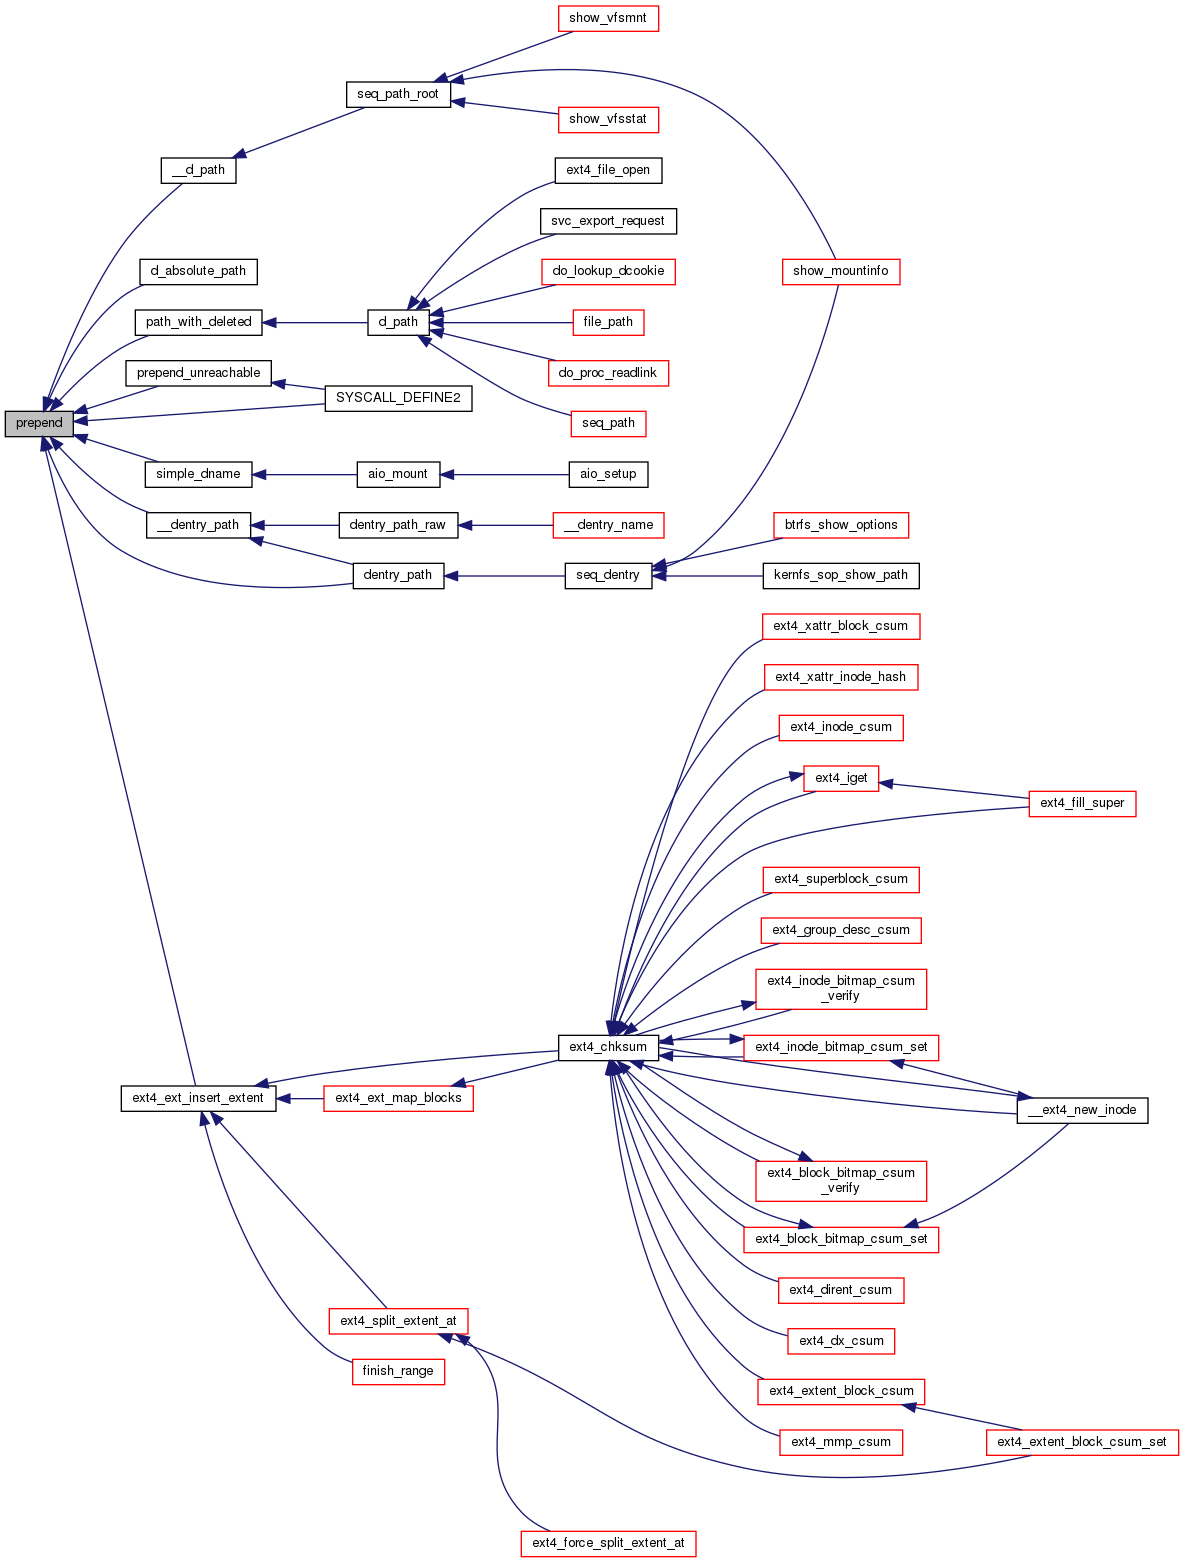 show_vfsmnt
seq_path_root
show_vfsstat
__d_path
ext4_file_open
svc_export_request
d_absolute_path
do_lookup_dcookie
show_mountinfo
path_with_deleted
d_path
file_path
prepend_unreachable
do_proc_readlink
SYSCALL_DEFINE2
prepend
seq_path
simple_dname
aio_mount
aio_setup
__dentry_path
dentry_path_raw
__dentry_name
btrfs_show_options
dentry_path
seq_dentry
kernfs_sop_show_path
ext4_xattr_block_csum
ext4_xattr_inode_hash
ext4_inode_csum
ext4_iget
ext4_fill_super
ext4_superblock_csum
ext4_group_desc_csum
ext4_inode_bitmap_csum
_verify
ext4_chksum
ext4_inode_bitmap_csum_set
ext4_ext_insert_extent
ext4_ext_map_blocks
__ext4_new_inode
ext4_block_bitmap_csum
_verify
ext4_block_bitmap_csum_set
ext4_dirent_csum
ext4_split_extent_at
ext4_dx_csum
finish_range
ext4_extent_block_csum
ext4_mmp_csum
ext4_extent_block_csum_set
ext4_force_split_extent_at